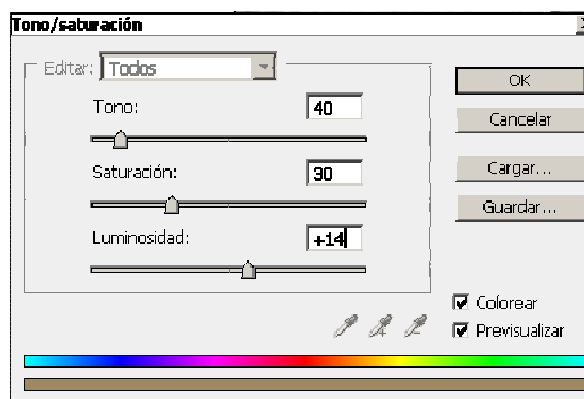 Tono/saturación
Editar: Todos
Tono: 40
Saturación: 30
Luminosidad: +14
OK
Cancelar
Cargar...
Guardar...
Colorear
Previsualizar